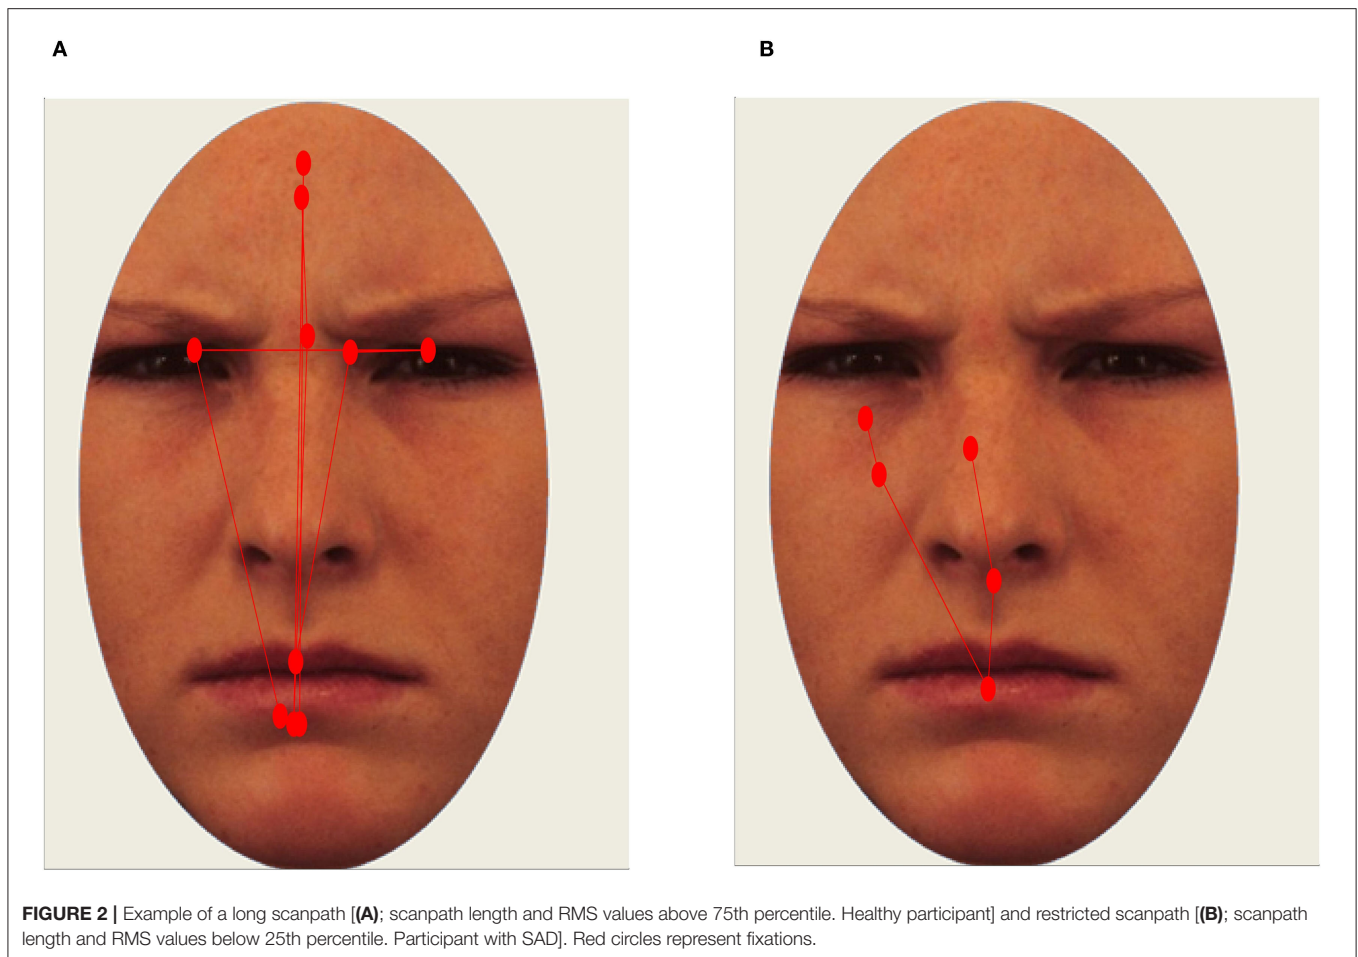 A
B
FIGURE 2 | Example of a long scanpath [(A); scanpath length and RMS values above 75th percentile. Healthy participant] and restricted scanpath [(B); scanpath
length and RMS values below 25th percentile. Participant with SAD]. Red circles represent fixations.